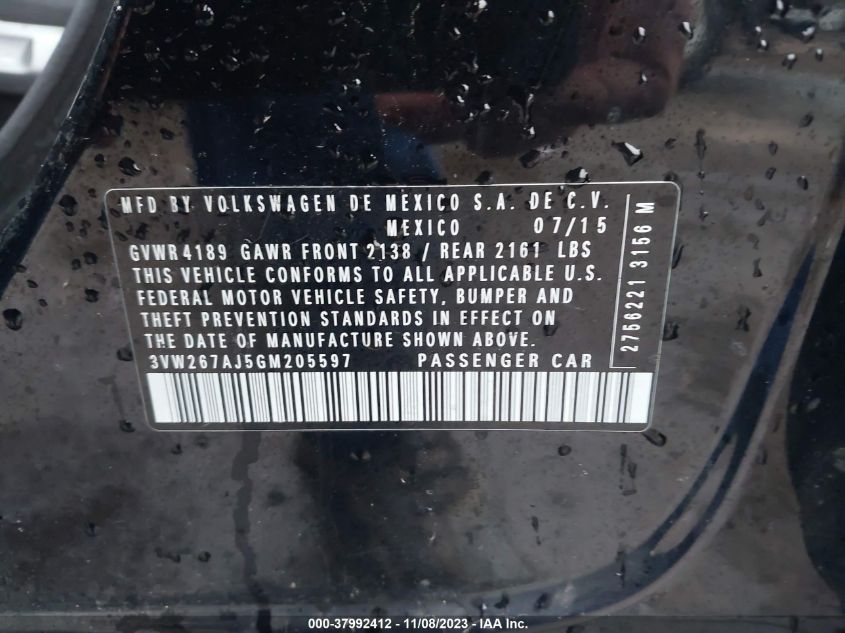 MFD BY VOLKSWAGEN DE MEXICO S.A. DE C.V.
MEXICO 07/15
GVWR 4189 GAWR FRONT 2138 / REAR 2161 LBS
THIS VEHICLE CONFORMS TO ALL APPLICABLE U.S.
FEDERAL MOTOR VEHICLE SAFETY, BUMPER AND
THEFT PREVENTION STANDARDS IN EFFECT ON
THE DATE OF MANUFACTURE SHOWN ABOVE.
3VW267AJ5GM205597 PASSENGER CAR
2756221 3156 M
000-37992412 - 11/08/2023 - IAA Inc.